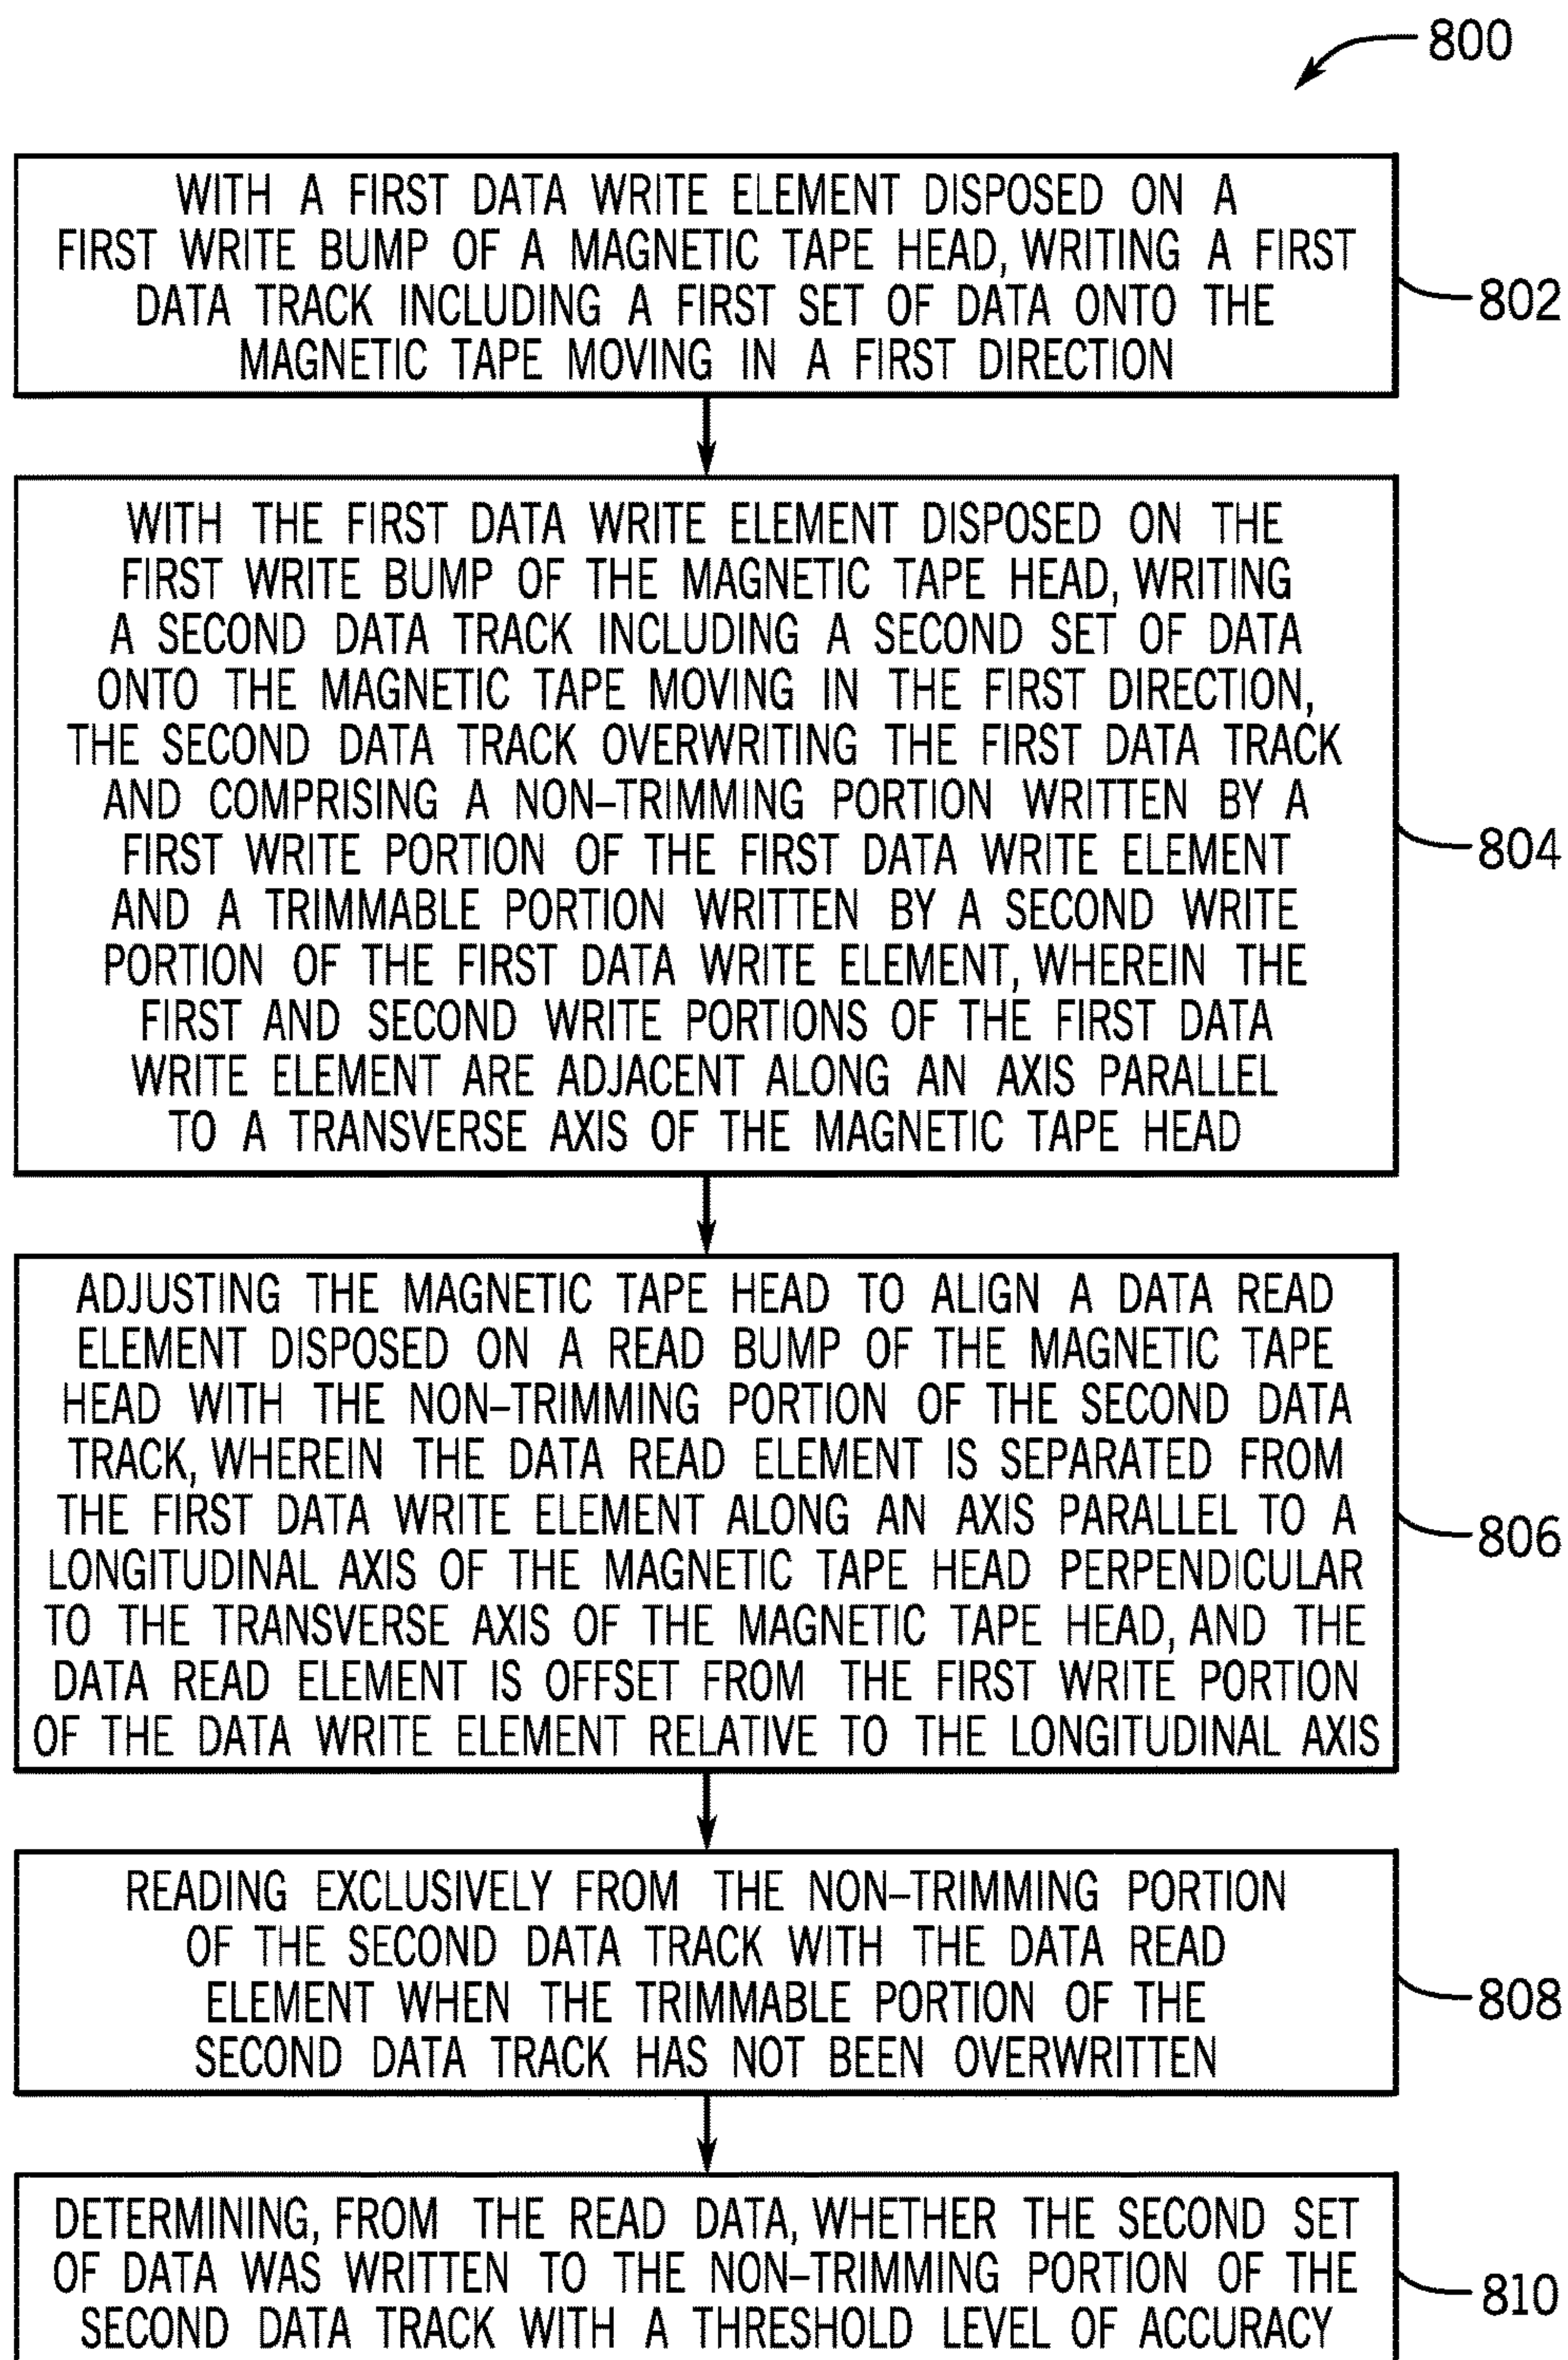 800
WITH A FIRST DATA WRITE ELEMENT DISPOSED ON A
FIRST WRITE BUMP OF A MAGNETIC TAPE HEAD, WRITING A FIRST
DATA TRACK INCLUDING A FIRST SET OF DATA ONTO THE
MAGNETIC TAPE MOVING IN A FIRST DIRECTION
802
WITH THE FIRST DATA WRITE ELEMENT DISPOSED ON THE
FIRST WRITE BUMP OF THE MAGNETIC TAPE HEAD, WRITING
A SECOND DATA TRACK INCLUDING A SECOND SET OF DATA
ONTO THE MAGNETIC TAPE MOVING IN THE FIRST DIRECTION,
THE SECOND DATA TRACK OVERWRITING THE FIRST DATA TRACK
AND COMPRISING A NON-TRIMMING PORTION WRITTEN BY A
FIRST WRITE PORTION OF THE FIRST DATA WRITE ELEMENT
AND A TRIMMABLE PORTION WRITTEN BY A SECOND WRITE
PORTION OF THE FIRST DATA WRITE ELEMENT, WHEREIN THE
FIRST AND SECOND WRITE PORTIONS OF THE FIRST DATA
WRITE ELEMENT ARE ADJACENT ALONG AN AXIS PARALLEL
TO A TRANSVERSE AXIS OF THE MAGNETIC TAPE HEAD
804
ADJUSTING THE MAGNETIC TAPE HEAD TO ALIGN A DATA READ
ELEMENT DISPOSED ON A READ BUMP OF THE MAGNETIC TAPE
HEAD WITH THE NON-TRIMMING PORTION OF THE SECOND DATA
TRACK, WHEREIN THE DATA READ ELEMENT IS SEPARATED FROM
THE FIRST DATA WRITE ELEMENT ALONG AN AXIS PARALLEL TO A
LONGITUDINAL AXIS OF THE MAGNETIC TAPE HEAD PERPENDICULAR
TO THE TRANSVERSE AXIS OF THE MAGNETIC TAPE HEAD, AND THE
DATA READ ELEMENT IS OFFSET FROM THE FIRST WRITE PORTION
OF THE DATA WRITE ELEMENT RELATIVE TO THE LONGITUDINAL AXIS
806
READING EXCLUSIVELY FROM THE NON-TRIMMING PORTION
OF THE SECOND DATA TRACK WITH THE DATA READ
ELEMENT WHEN THE TRIMMABLE PORTION OF THE
SECOND DATA TRACK HAS NOT BEEN OVERWRITTEN
808
DETERMINING, FROM THE READ DATA, WHETHER THE SECOND SET
OF DATA WAS WRITTEN TO THE NON-TRIMMING PORTION OF THE
SECOND DATA TRACK WITH A THRESHOLD LEVEL OF ACCURACY
810